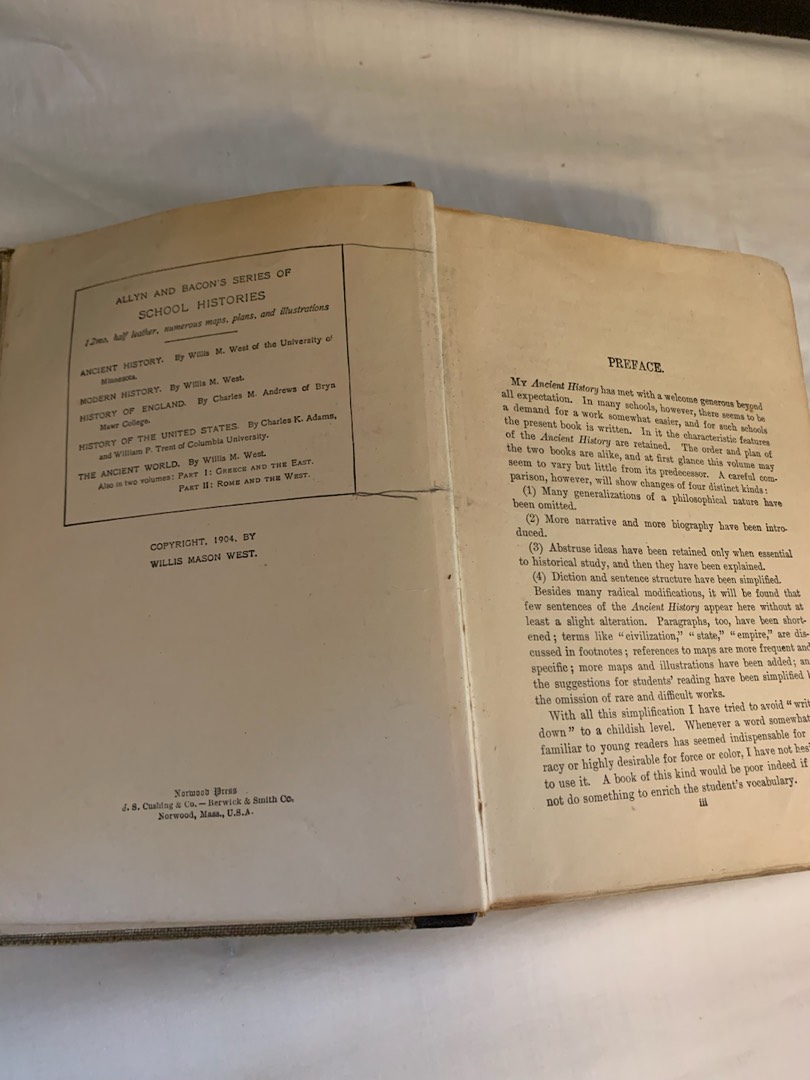 ALLYN AND BACON'S SERIES OF
SCHOOL HISTORIES
12mo, half leather, numerous maps, plans, and illustrations
ANCIENT HISTORY. By Willis M. West of the University of
Minnesota.
MODERN HISTORY. By Willis M. West.
HISTORY OF ENGLAND. By Charles M. Andrews of Bryn
Mawr College.
HISTORY OF THE UNITED STATES. By Charles K. Adams,
and William P. Trent of Columbia University.
THE ANCIENT WORLD. By Willis M. West.
Also in two volumes: PART I: GREECE AND THE EAST.
PART II: ROME AND THE WEST.
COPYRIGHT, 1904, BY
WILLIS MASON WEST.
Norwood Press
J. S. Cushing & Co. — Berwick & Smith Co.
Norwood, Mass., U.S.A.
PREFACE.
MY Ancient History has met with a welcome generous beyond
all expectation. In many schools, however, there seems to be
a demand for a work somewhat easier, and for such schools
the present book is written. In it the characteristic features
of the Ancient History are retained. The order and plan of
the two books are alike, and at first glance this volume may
seem to vary but little from its predecessor. A careful com-
parison, however, will show changes of four distinct kinds:
(1) Many generalizations of a philosophical nature have
been omitted.
(2) More narrative and more biography have been intro-
duced.
(3) Abstruse ideas have been retained only when essential
to historical study, and then they have been explained.
(4) Diction and sentence structure have been simplified.
Besides many radical modifications, it will be found that
few sentences of the Ancient History appear here without at
least a slight alteration. Paragraphs, too, have been short-
ened; terms like "civilization," "state," "empire," are dis-
cussed in footnotes; references to maps are more frequent and
specific; more maps and illustrations have been added; an
the suggestions for students' reading have been simplified
the omission of rare and difficult works.
With all this simplification I have tried to avoid "writ
down" to a childish level. Whenever a word somewhat
familiar to young readers has seemed indispensable for
racy or highly desirable for force or color, I have not hes
to use it. A book of this kind would be poor indeed if
not do something to enrich the student's vocabulary.
iii